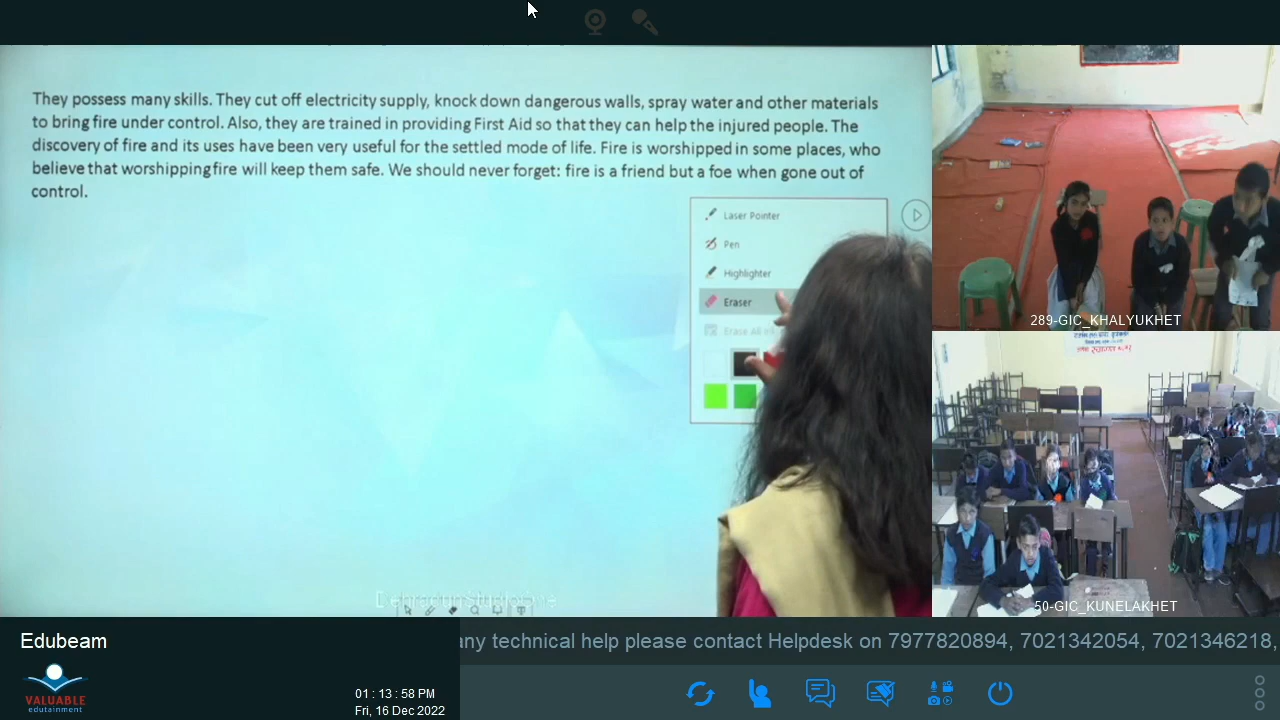 They possess many skills. They cut off electricity supply, knock down dangerous walls, spray water and other materials
to bring fire under control. Also, they are trained in providing First Aid so that they can help the injured people. The
discovery of fire and its uses have been very useful for the settled mode of life. Fire is worshipped in some places, who
believe that worshipping fire will keep them safe. We should never forget: fire is a friend but a foe when gone out of
control.
Laser Pointer
Pen
Highlighter
Eraser
Erase All
289-GIC_KHALYUKHET
50-GIC_KUNELAKHET
Edubeam
any technical help please contact Helpdesk on 7977820894, 7021342054, 7021346218,
VALUABLE
edutainment
01 : 13 : 58 PM
Fri, 16 Dec 2022